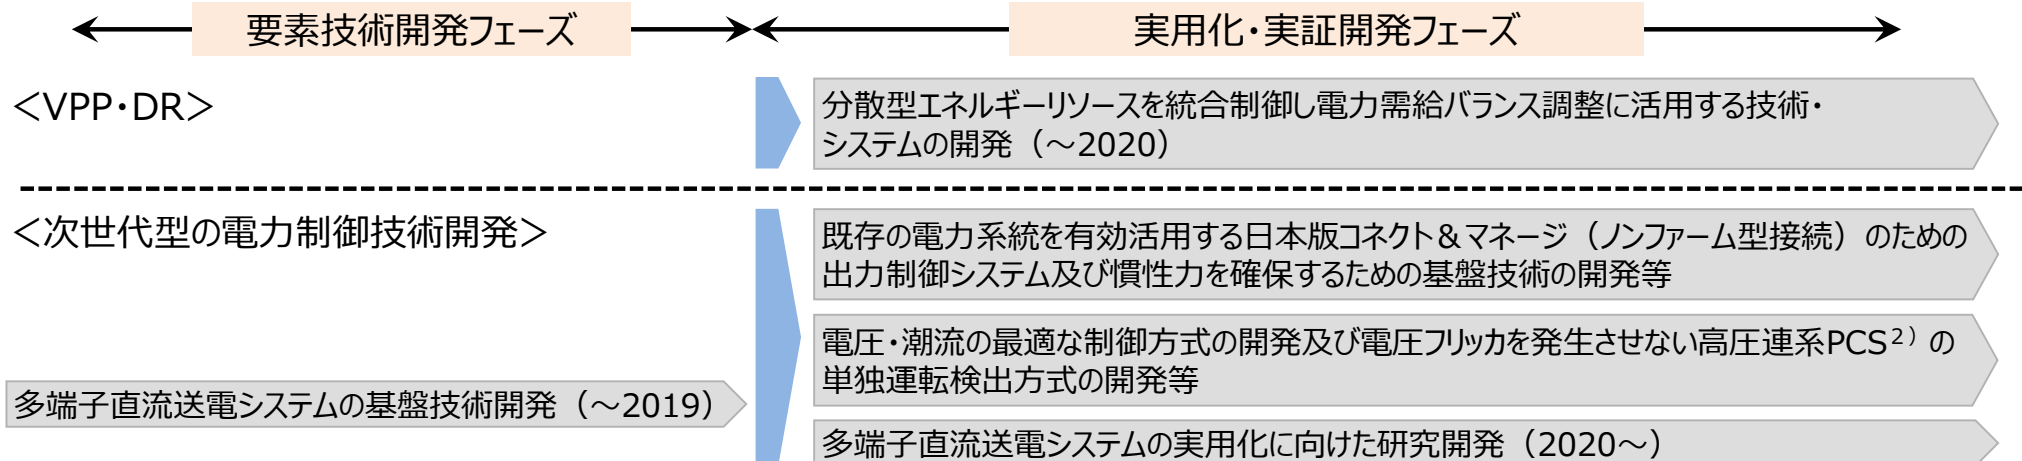 要素技術開発フェーズ
実用化・実証開発フェーズ
＜VPP・DR＞
分散型エネルギーリソースを統合制御し電力需給バランス調整に活用する技術・
システムの開発（～2020）
＜次世代型の電力制御技術開発＞
既存の電力系統を有効活用する日本版コネクト＆マネージ（ノンファーム型接続）のための
出力制御システム及び慣性力を確保するための基盤技術の開発等
電圧・潮流の最適な制御方式の開発及び電圧フリッカを発生させない高圧連系PCS²⁾ の
単独運転検出方式の開発等
多端子直流送電システムの基盤技術開発（～2019）
多端子直流送電システムの実用化に向けた研究開発（2020～）